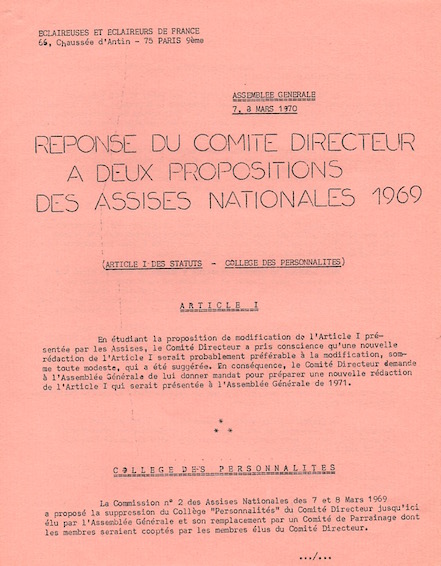 ECLAIREUSES ET ECLAIREURS DE FRANCE
66, Chaussée d'Antin - 75 PARIS 9ème
ASSEMBLEE GENERALE
7, 8 MARS 1970
REPONSE DU COMITE DIRECTEUR
A DEUX PROPOSITIONS
DES ASSISES NATIONALES 1969
(ARTICLE I DES STATUTS - COLLEGE DES PERSONNALITES)
ARTICLE I
En étudiant la proposition de modification de l'Article I pré-
sentée par les Assises, le Comité Directeur a pris conscience qu'une nouvelle
rédaction de l'Article I serait probablement préférable à la modification, som-
me toute modeste, qui a été suggérée. En conséquence, le Comité Directeur demande
à l'Assemblée Générale de lui donner mandat pour préparer une nouvelle rédaction
de l'Article I qui serait présentée à l'Assemblée Générale de 1971.
*
* *
COLLEGE DES PERSONNALITES
La Commission n° 2 des Assises Nationales des 7 et 8 Mars 1969
a proposé la suppression du Collège "Personnalités" du Comité Directeur jusqu'ici
élu par l'Assemblée Générale et son remplacement par un Comité de Parrainage dont
les membres seraient cooptés par les membres élus du Comité Directeur.
.../...